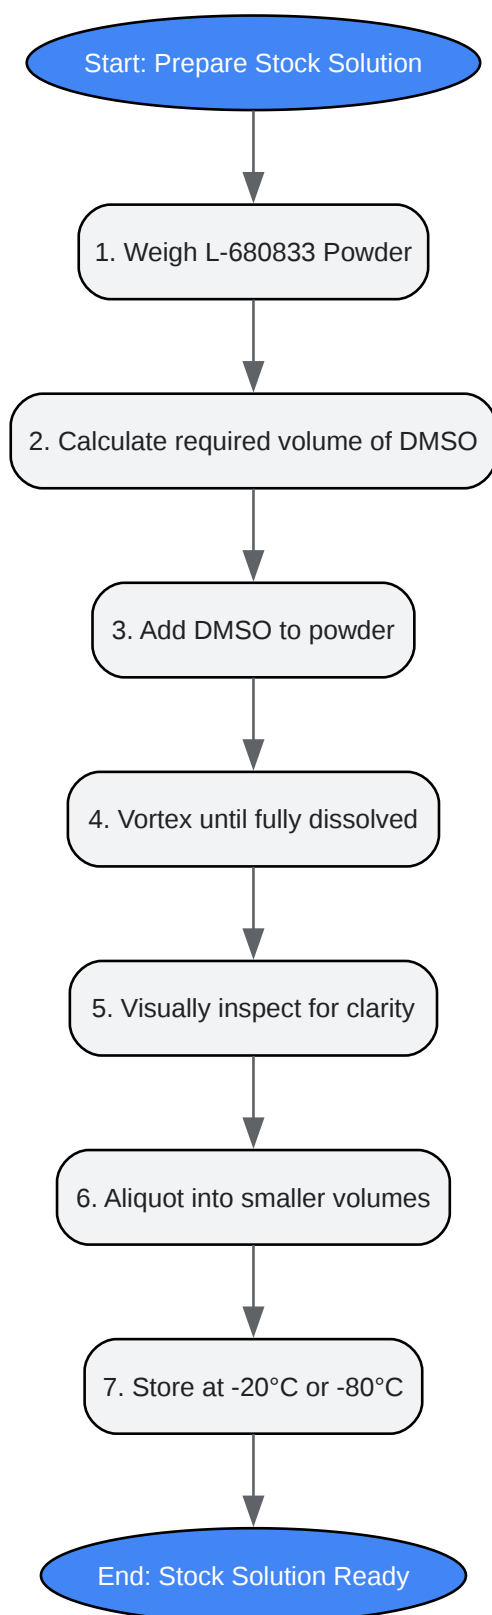 Start: Prepare Stock Solution
1. Weigh L-680833 Powder
2. Calculate required volume of DMSO
3. Add DMSO to powder
4. Vortex until fully dissolved
5. Visually inspect for clarity
6. Aliquot into smaller volumes
7. Store at -20°C or -80°C
End: Stock Solution Ready